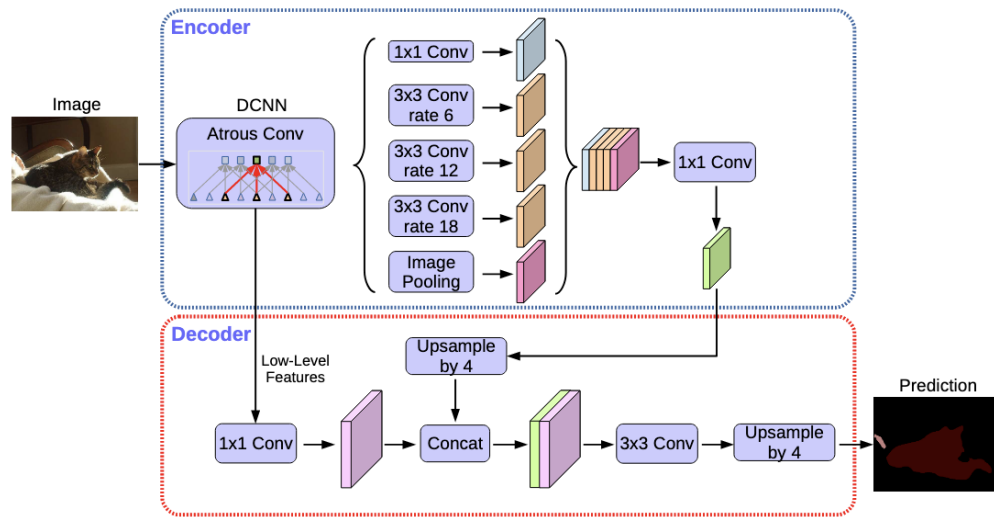 Encoder
Image
DCNN
Atrous Conv
1x1 Conv
3x3 Conv
rate 6
3x3 Conv
rate 12
3x3 Conv
rate 18
Image
Pooling
1x1 Conv
Decoder
Low-Level
Features
Upsample
by 4
1x1 Conv
Concat
3x3 Conv
Upsample
by 4
Prediction